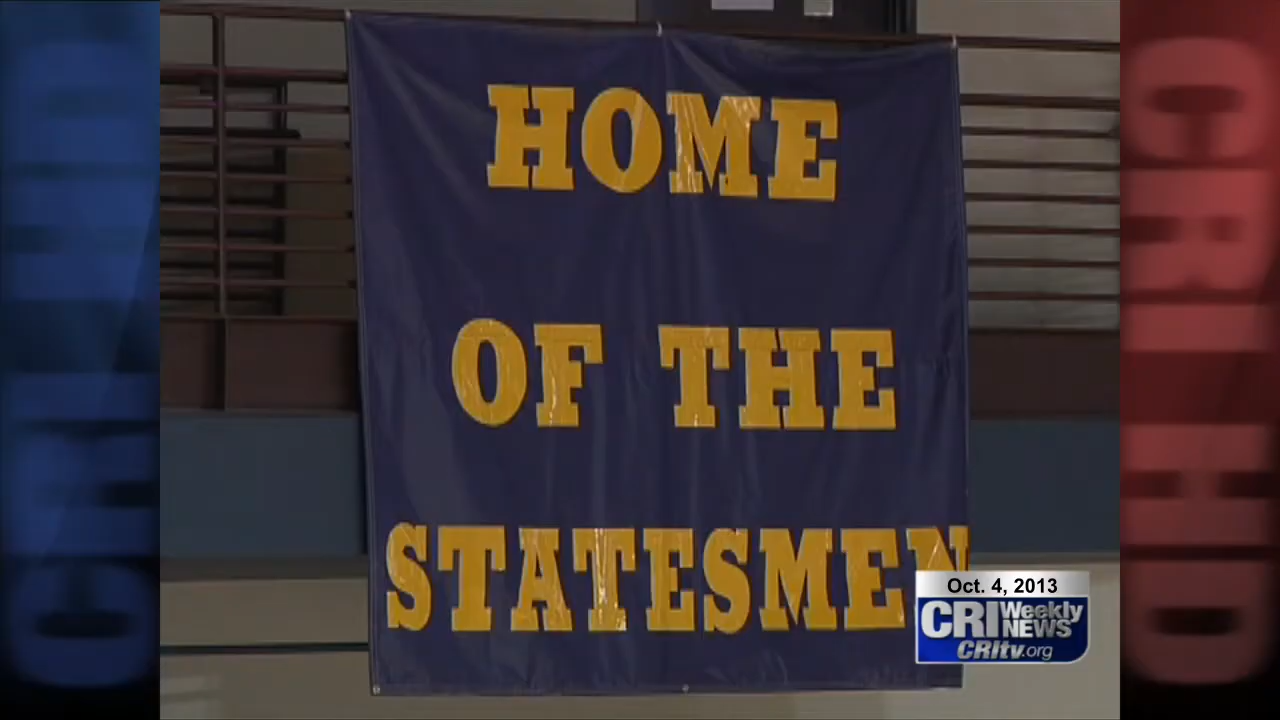 HOME
OF THE
STATESMEN
Oct. 4, 2013
CRI Weekly NEWS
CRItv.org